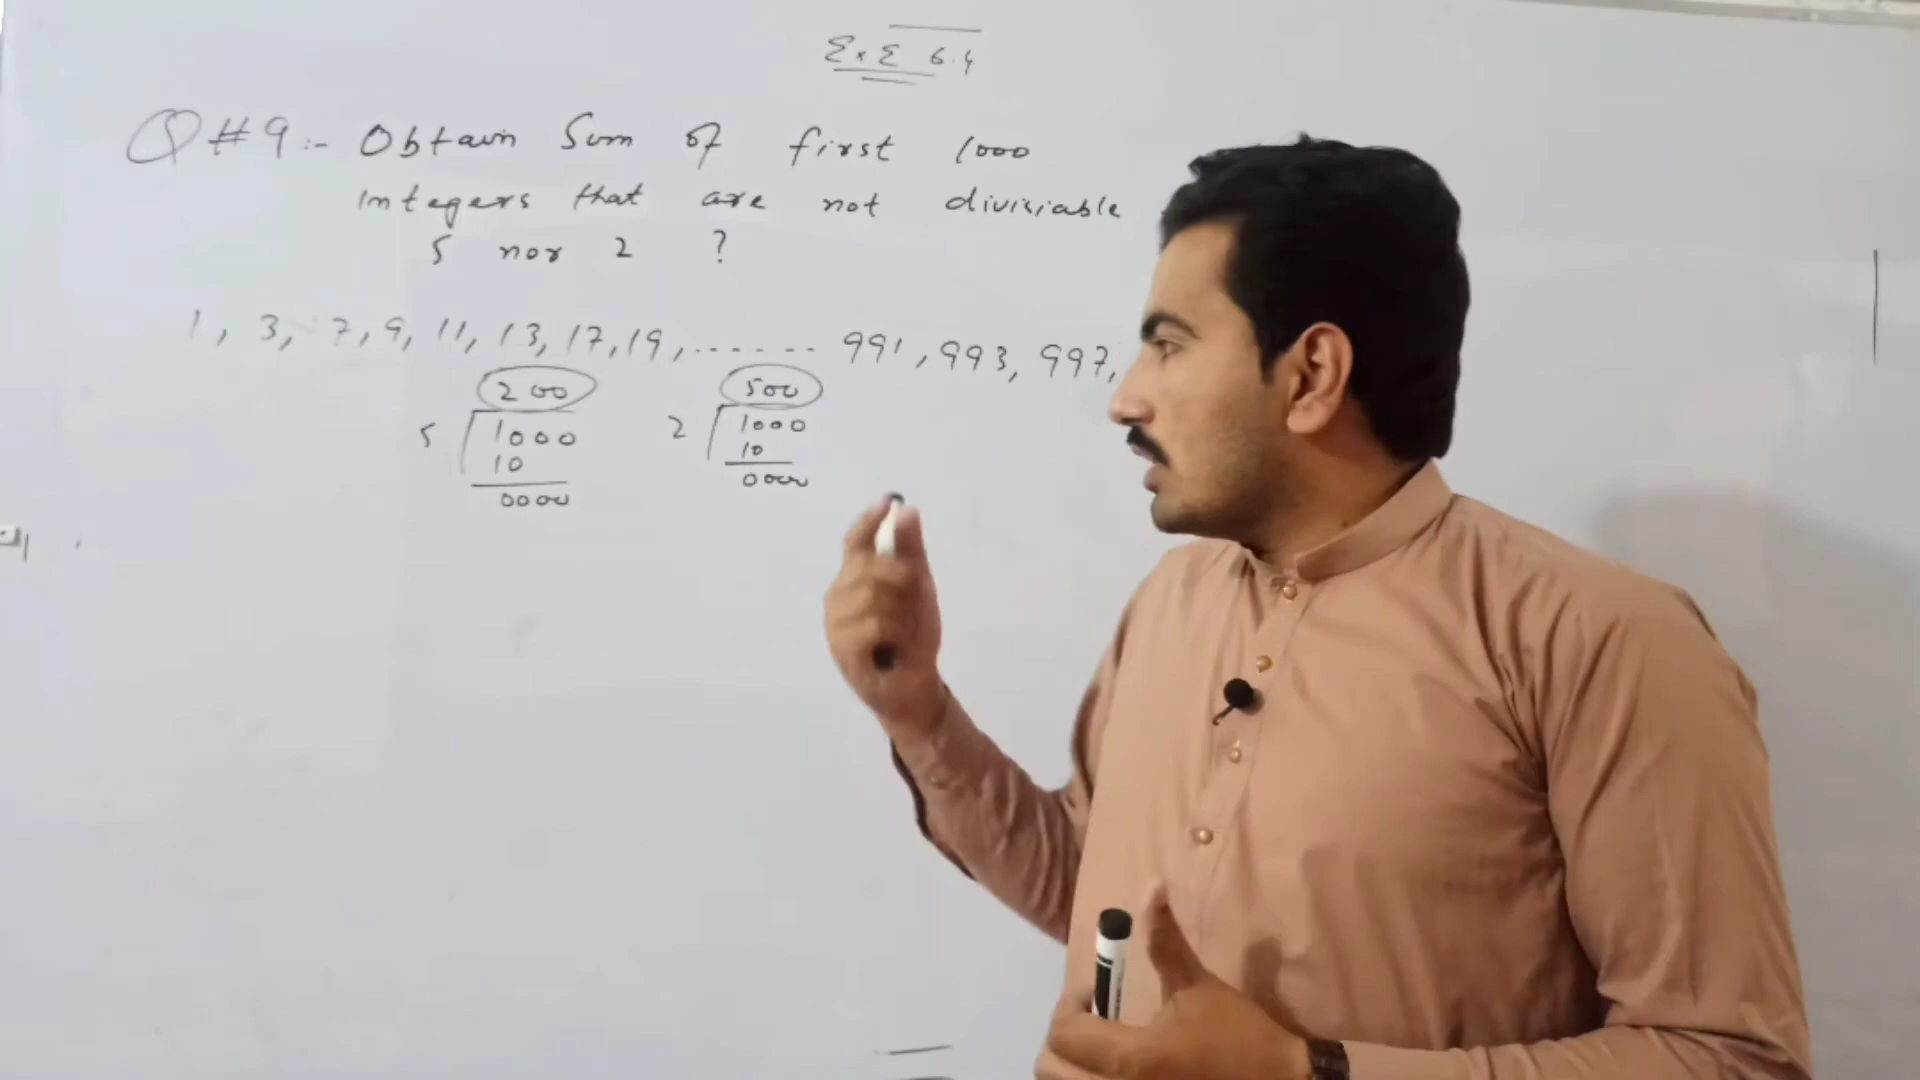 Exε 6.4
Q#9:- Obtain Sum of first 1000
integers that are not divisiable
5 nor 2 ?
1, 3, 7, 9, 11, 13, 17, 19, ....... 991, 993, 997,
200
500
5 1000
2 1000
10
10
0000
0000